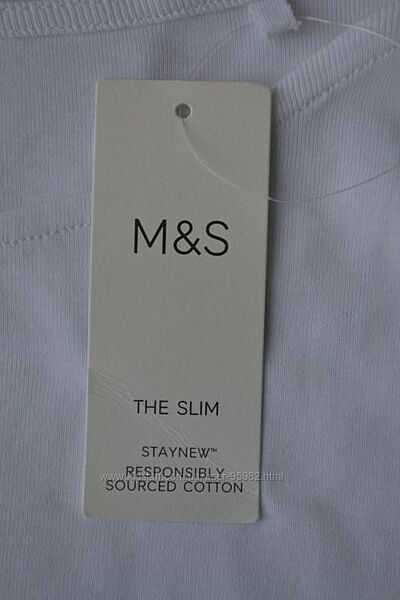 M&S
THE SLIM
STAYNEW™
RESPONSIBLY
SOURCED COTTON